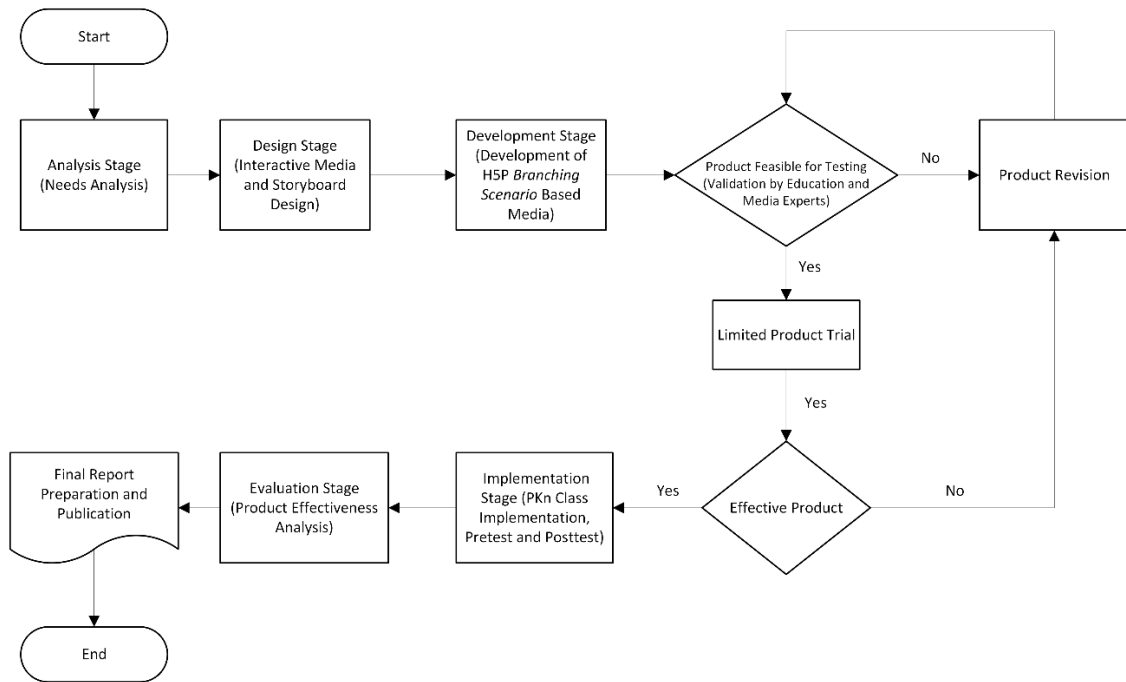 Start
Analysis Stage
(Needs Analysis)
Design Stage
(Interactive Media
and Storyboard
Design)
Development Stage
(Development of
H5P Branching
Scenario Based
Media)
Product Feasible for Testing
(Validation by Education and
Media Experts)
No
Product Revision
Yes
Limited Product Trial
Yes
Effective Product
No
Yes
Implementation
Stage (PKn Class
Implementation,
Pretest and Posttest)
Evaluation Stage
(Product Effectiveness
Analysis)
Final Report
Preparation and
Publication
End